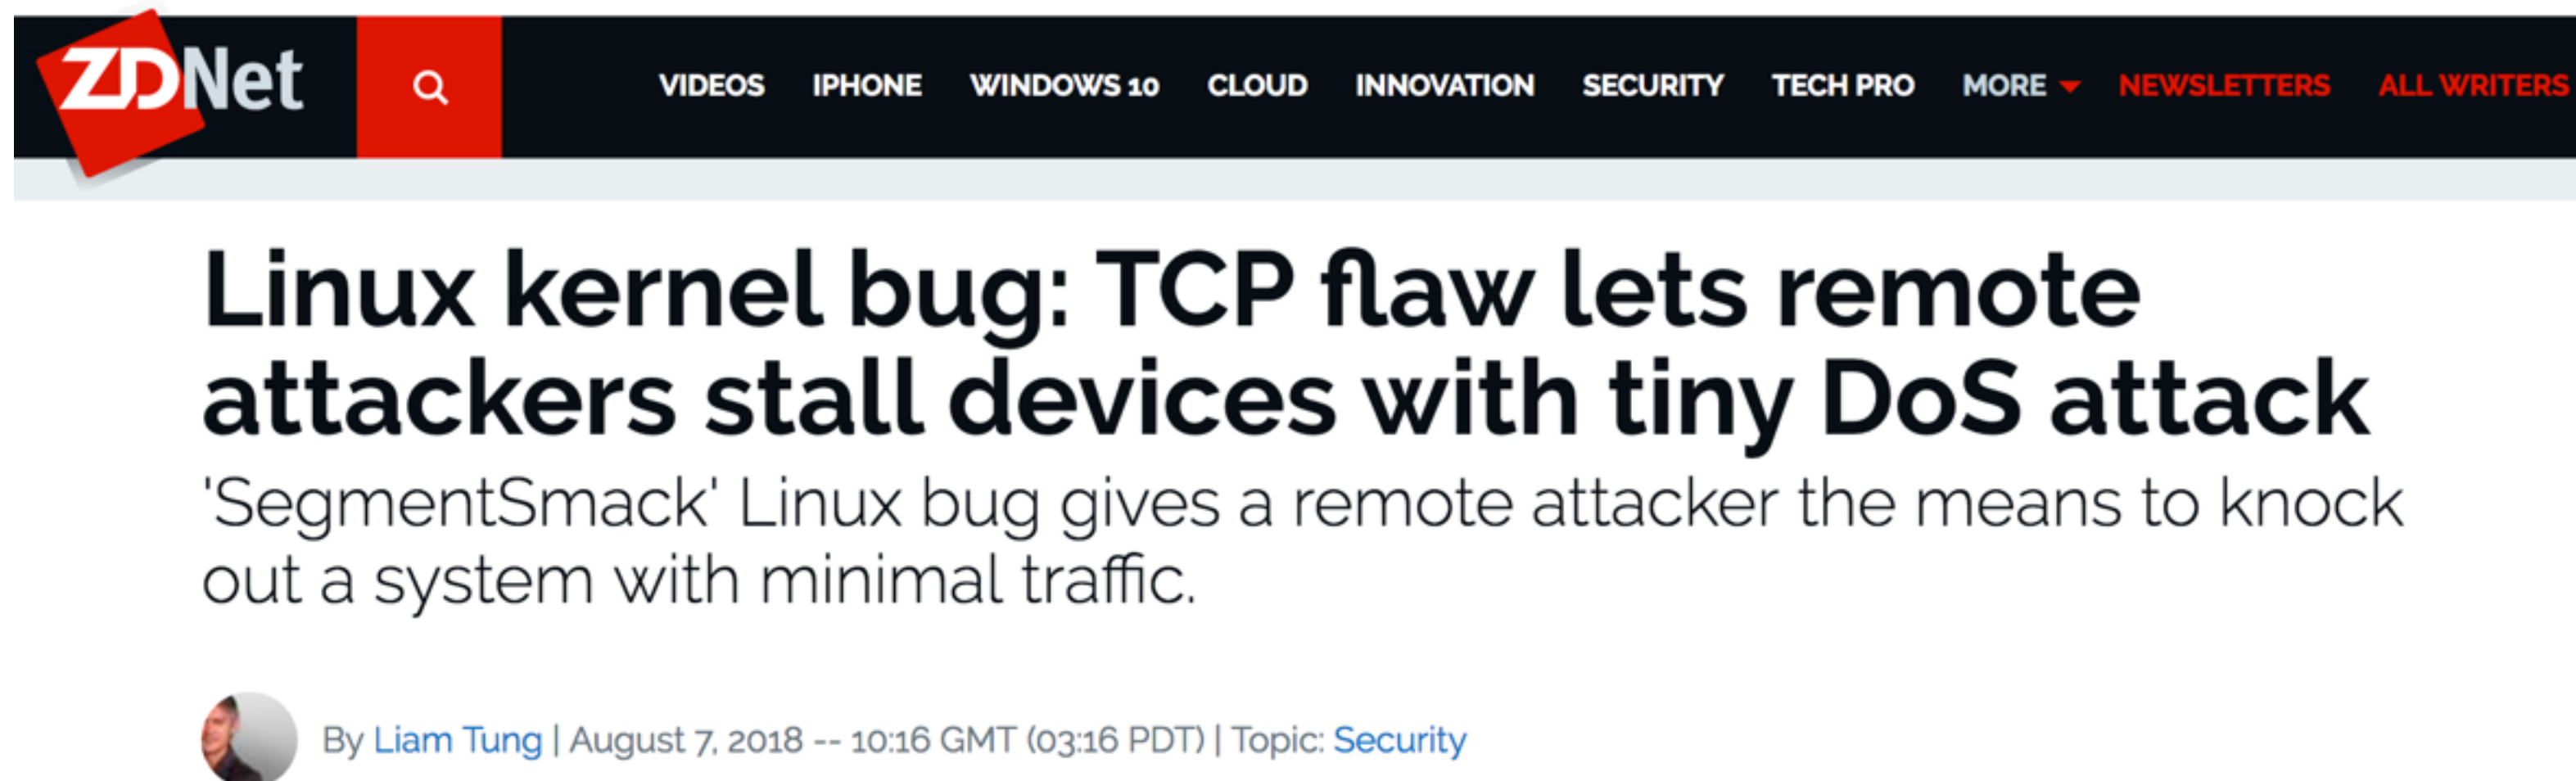 ZDNet
VIDEOS IPHONE WINDOWS 10 CLOUD INNOVATION SECURITY TECH PRO MORE NEWSLETTERS ALL WRITERS
Linux kernel bug: TCP flaw lets remote
attackers stall devices with tiny DoS attack
'SegmentSmack' Linux bug gives a remote attacker the means to knock
out a system with minimal traffic.
By Liam Tung | August 7, 2018 -- 10:16 GMT (03:16 PDT) | Topic: Security